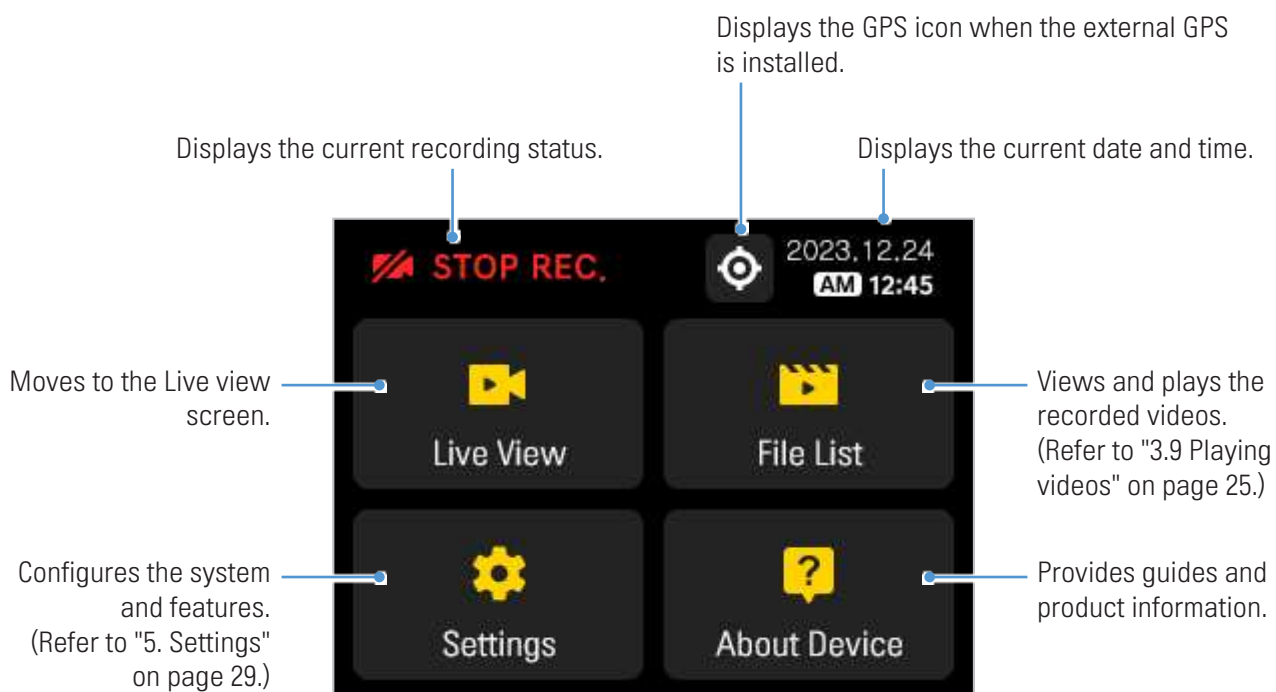 Displays the GPS icon when the external GPS
is installed.
Displays the current recording status.
Displays the current date and time.
STOP REC.
2023.12.24
AM 12:45
Moves to the Live view
screen.
Live View
File List
Views and plays the
recorded videos.
(Refer to "3.9 Playing
videos" on page 25.)
Configures the system
and features.
(Refer to "5. Settings"
on page 29.)
Settings
About Device
Provides guides and
product information.